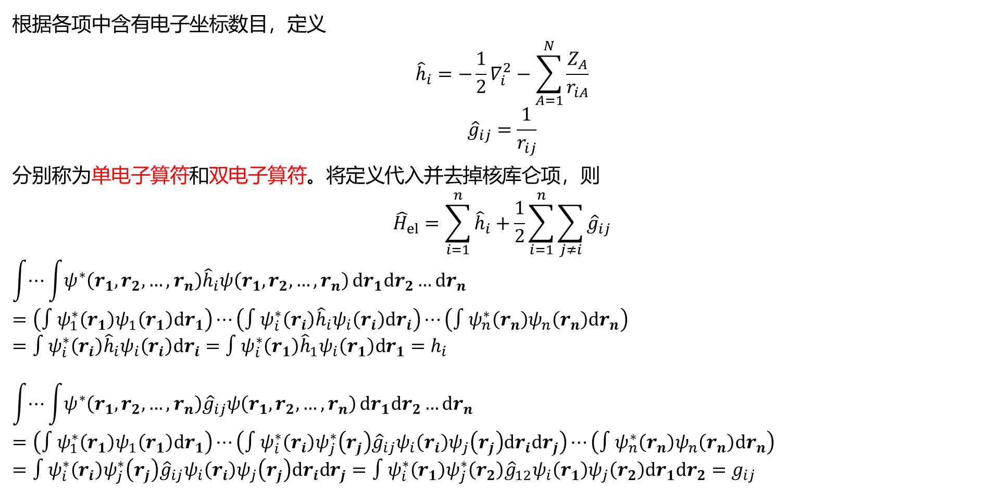 根据各项中含有电子坐标数目，定义
$\hat{h}_i = -\frac{1}{2}\nabla_i^2 - \sum_{A=1}^{N}\frac{Z_A}{r_{iA}}$
$\hat{g}_{ij} = \frac{1}{r_{ij}}$
分别称为单电子算符和双电子算符。将定义代入并去掉核库仑项，则
$\hat{H}_{\mathrm{el}} = \sum_{i=1}^{n}\hat{h}_i + \frac{1}{2}\sum_{i=1}^{n}\sum_{j\neq i}\hat{g}_{ij}$
$\int\cdots\int \psi^*(\boldsymbol{r_1},\boldsymbol{r_2},\ldots,\boldsymbol{r_n})\hat{h}_i\psi(\boldsymbol{r_1},\boldsymbol{r_2},\ldots,\boldsymbol{r_n})\,\mathrm{d}\boldsymbol{r_1}\mathrm{d}\boldsymbol{r_2}\ldots\mathrm{d}\boldsymbol{r_n}$
$= \left(\int \psi_1^*(\boldsymbol{r_1})\psi_1(\boldsymbol{r_1})\mathrm{d}\boldsymbol{r_1}\right)\cdots\left(\int \psi_i^*(\boldsymbol{r_i})\hat{h}_i\psi_i(\boldsymbol{r_i})\mathrm{d}\boldsymbol{r_i}\right)\cdots\left(\int \psi_n^*(\boldsymbol{r_n})\psi_n(\boldsymbol{r_n})\mathrm{d}\boldsymbol{r_n}\right)$
$= \int \psi_i^*(\boldsymbol{r_i})\hat{h}_i\psi_i(\boldsymbol{r_i})\mathrm{d}\boldsymbol{r_i} = \int \psi_i^*(\boldsymbol{r_1})\hat{h}_1\psi_i(\boldsymbol{r_1})\mathrm{d}\boldsymbol{r_1} = h_i$
$\int\cdots\int \psi^*(\boldsymbol{r_1},\boldsymbol{r_2},\ldots,\boldsymbol{r_n})\hat{g}_{ij}\psi(\boldsymbol{r_1},\boldsymbol{r_2},\ldots,\boldsymbol{r_n})\,\mathrm{d}\boldsymbol{r_1}\mathrm{d}\boldsymbol{r_2}\ldots\mathrm{d}\boldsymbol{r_n}$
$= \left(\int \psi_1^*(\boldsymbol{r_1})\psi_1(\boldsymbol{r_1})\mathrm{d}\boldsymbol{r_1}\right)\cdots\left(\int \psi_i^*(\boldsymbol{r_i})\psi_j^*(\boldsymbol{r_j})\hat{g}_{ij}\psi_i(\boldsymbol{r_i})\psi_j(\boldsymbol{r_j})\mathrm{d}\boldsymbol{r_i}\mathrm{d}\boldsymbol{r_j}\right)\cdots\left(\int \psi_n^*(\boldsymbol{r_n})\psi_n(\boldsymbol{r_n})\mathrm{d}\boldsymbol{r_n}\right)$
$= \int \psi_i^*(\boldsymbol{r_i})\psi_j^*(\boldsymbol{r_j})\hat{g}_{ij}\psi_i(\boldsymbol{r_i})\psi_j(\boldsymbol{r_j})\mathrm{d}\boldsymbol{r_i}\mathrm{d}\boldsymbol{r_j} = \int \psi_i^*(\boldsymbol{r_1})\psi_j^*(\boldsymbol{r_2})\hat{g}_{12}\psi_i(\boldsymbol{r_1})\psi_j(\boldsymbol{r_2})\mathrm{d}\boldsymbol{r_1}\mathrm{d}\boldsymbol{r_2} = g_{ij}$